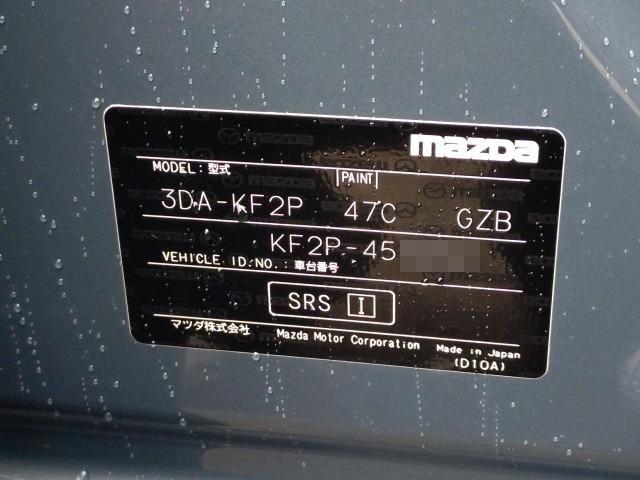 mazda
MODEL: 型式 PAINT
3DA-KF2P 47C GZB
KF2P-45
VEHICLE ID.NO.: 車台番号
SRS I
マツダ株式会社 Mazda Motor Corporation Made in Japan
(D10A)